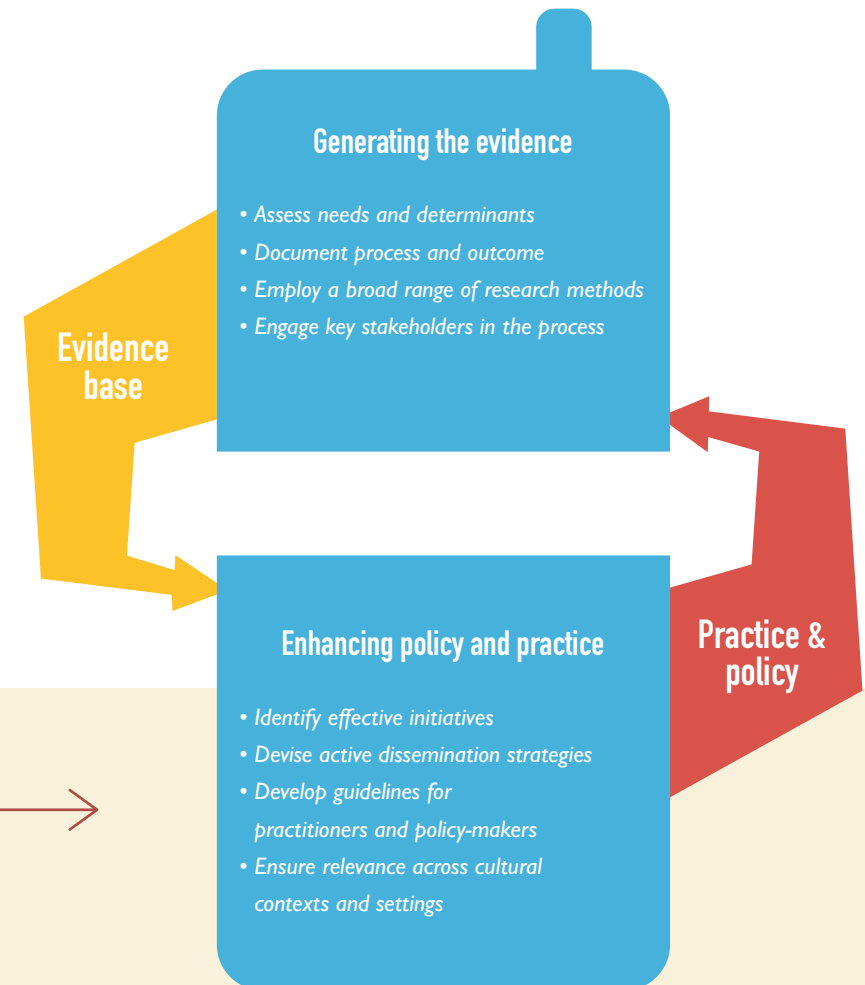 Generating the evidence
• Assess needs and determinants
• Document process and outcome
• Employ a broad range of research methods
• Engage key stakeholders in the process
Evidence
base
Enhancing policy and practice
• Identify effective initiatives
• Devise active dissemination strategies
• Develop guidelines for
practitioners and policy-makers
• Ensure relevance across cultural
contexts and settings
Practice &
policy